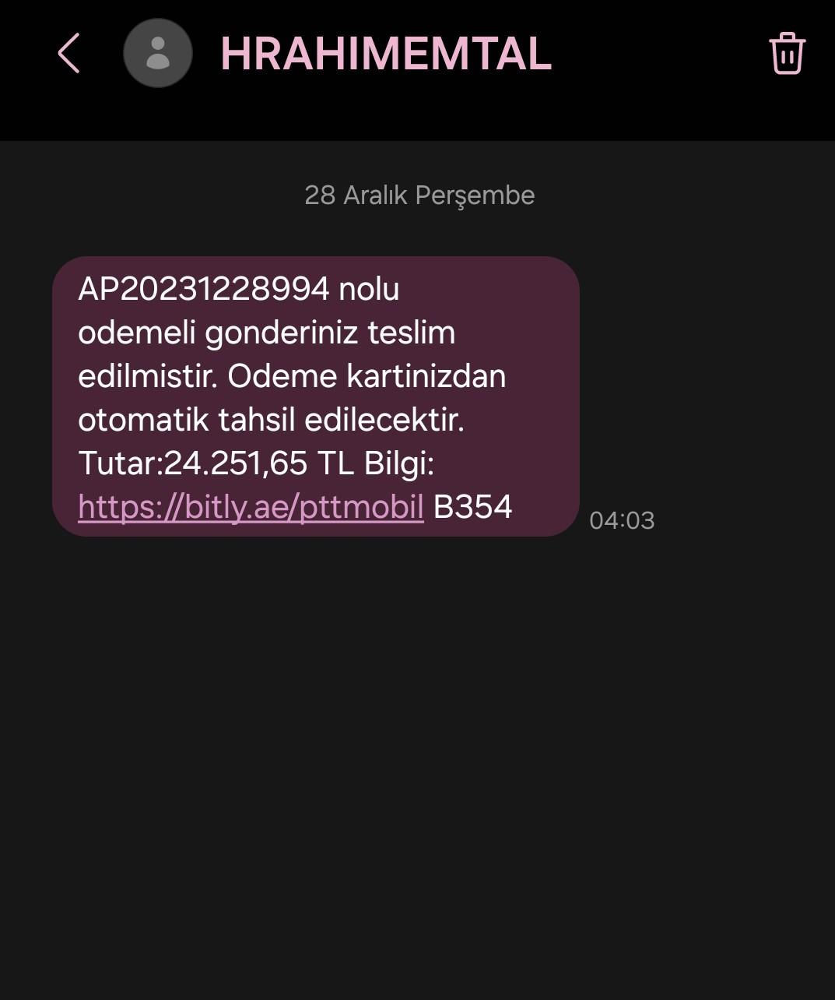 HRAHIMEMTAL
28 Aralık Perşembe
AP20231228994 nolu
odemeli gonderiniz teslim
edilmistir. Odeme kartinizdan
otomatik tahsil edilecektir.
Tutar:24.251,65 TL Bilgi:
https://bitly.ae/pttmobil B354
04:03